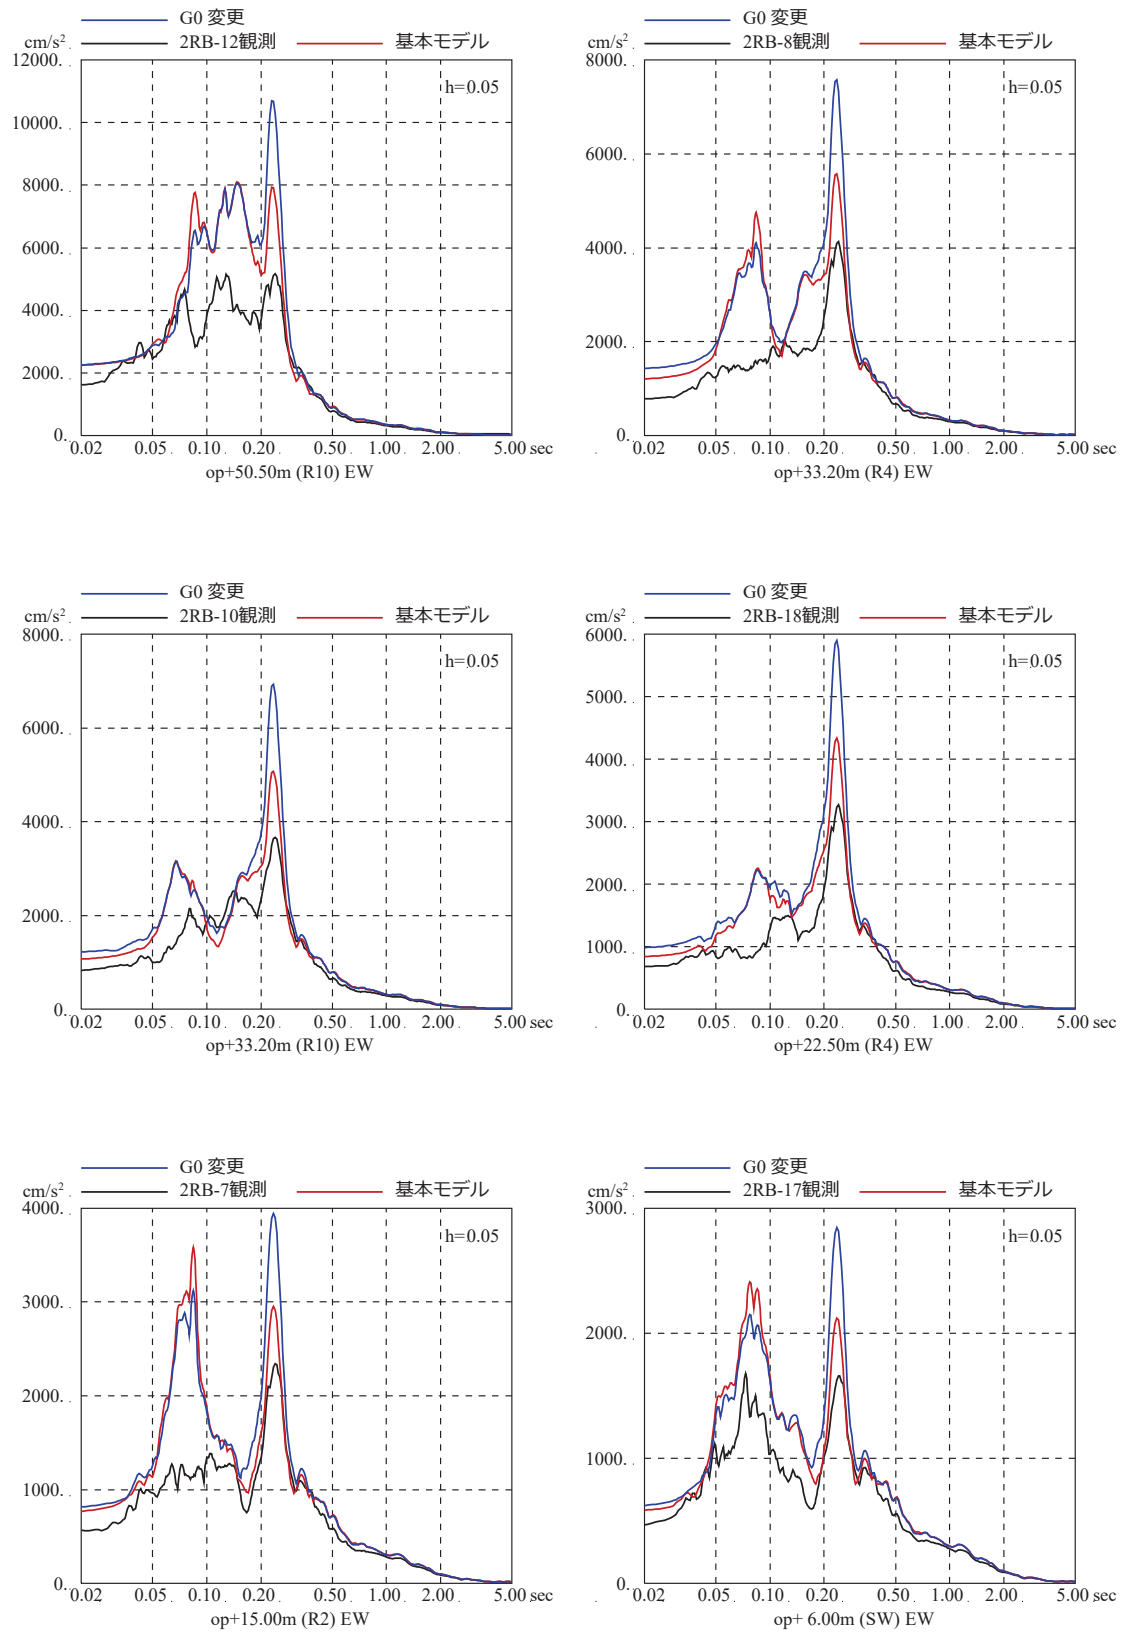 G0 変更
cm/s² 2RB-12観測 基本モデル
12000.
h=0.05
10000.
8000.
6000.
4000.
2000.
0.
0.02 0.05 0.10 0.20 0.50 1.00 2.00 5.00 sec
op+50.50m (R10) EW
G0 変更
cm/s² 2RB-8観測 基本モデル
8000.
h=0.05
6000.
4000.
2000.
0.
0.02 0.05 0.10 0.20 0.50 1.00 2.00 5.00 sec
op+33.20m (R4) EW
G0 変更
cm/s² 2RB-10観測 基本モデル
8000.
h=0.05
6000.
4000.
2000.
0.
0.02 0.05 0.10 0.20 0.50 1.00 2.00 5.00 sec
op+33.20m (R10) EW
G0 変更
cm/s² 2RB-18観測 基本モデル
6000.
h=0.05
5000.
4000.
3000.
2000.
1000.
0.
0.02 0.05 0.10 0.20 0.50 1.00 2.00 5.00 sec
op+22.50m (R4) EW
G0 変更
cm/s² 2RB-7観測 基本モデル
4000.
h=0.05
3000.
2000.
1000.
0.
0.02 0.05 0.10 0.20 0.50 1.00 2.00 5.00 sec
op+15.00m (R2) EW
G0 変更
cm/s² 2RB-17観測 基本モデル
3000.
h=0.05
2000.
1000.
0.
0.02 0.05 0.10 0.20 0.50 1.00 2.00 5.00 sec
op+ 6.00m (SW) EW